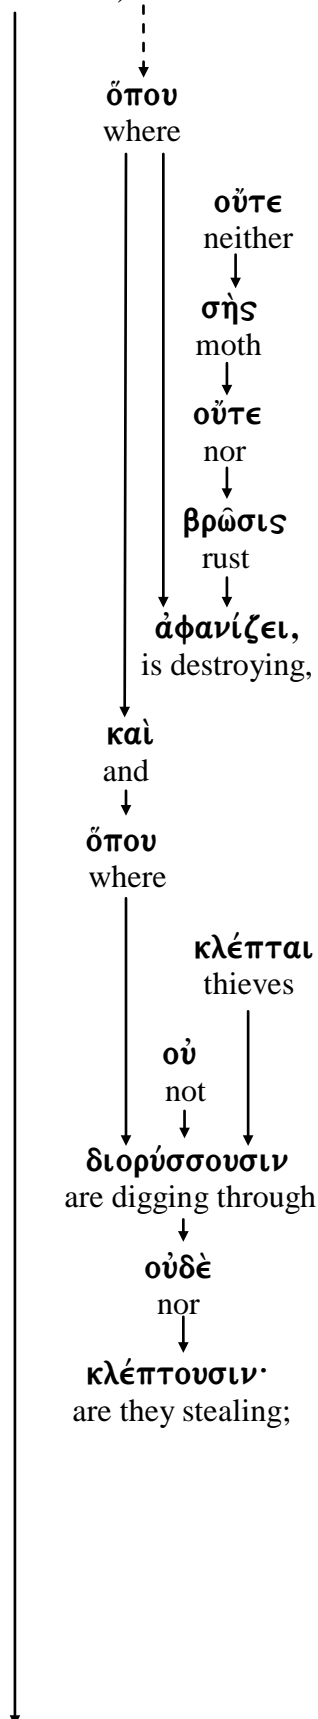 ὅπου
where
οὔτε
neither
σὴς
moth
οὔτε
nor
βρῶσις
rust
ἀφανίζει,
is destroying,
καὶ
and
ὅπου
where
κλέπται
thieves
οὐ
not
διορύσσουσιν
are digging through
οὐδὲ
nor
κλέπτουσιν·
are they stealing;